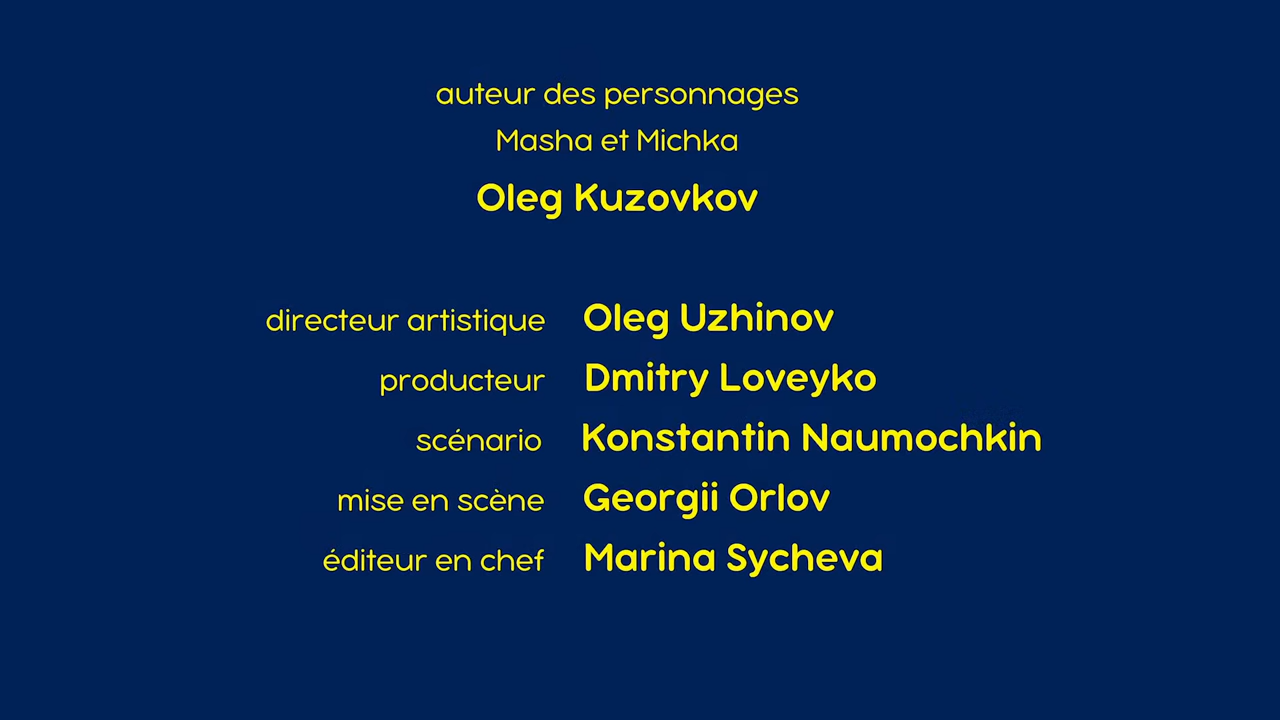 auteur des personnages
Masha et Michka
Oleg Kuzovkov
directeur artistique Oleg Uzhinov
producteur Dmitry Loveyko
scénario Konstantin Naumochkin
mise en scène Georgii Orlov
éditeur en chef Marina Sycheva